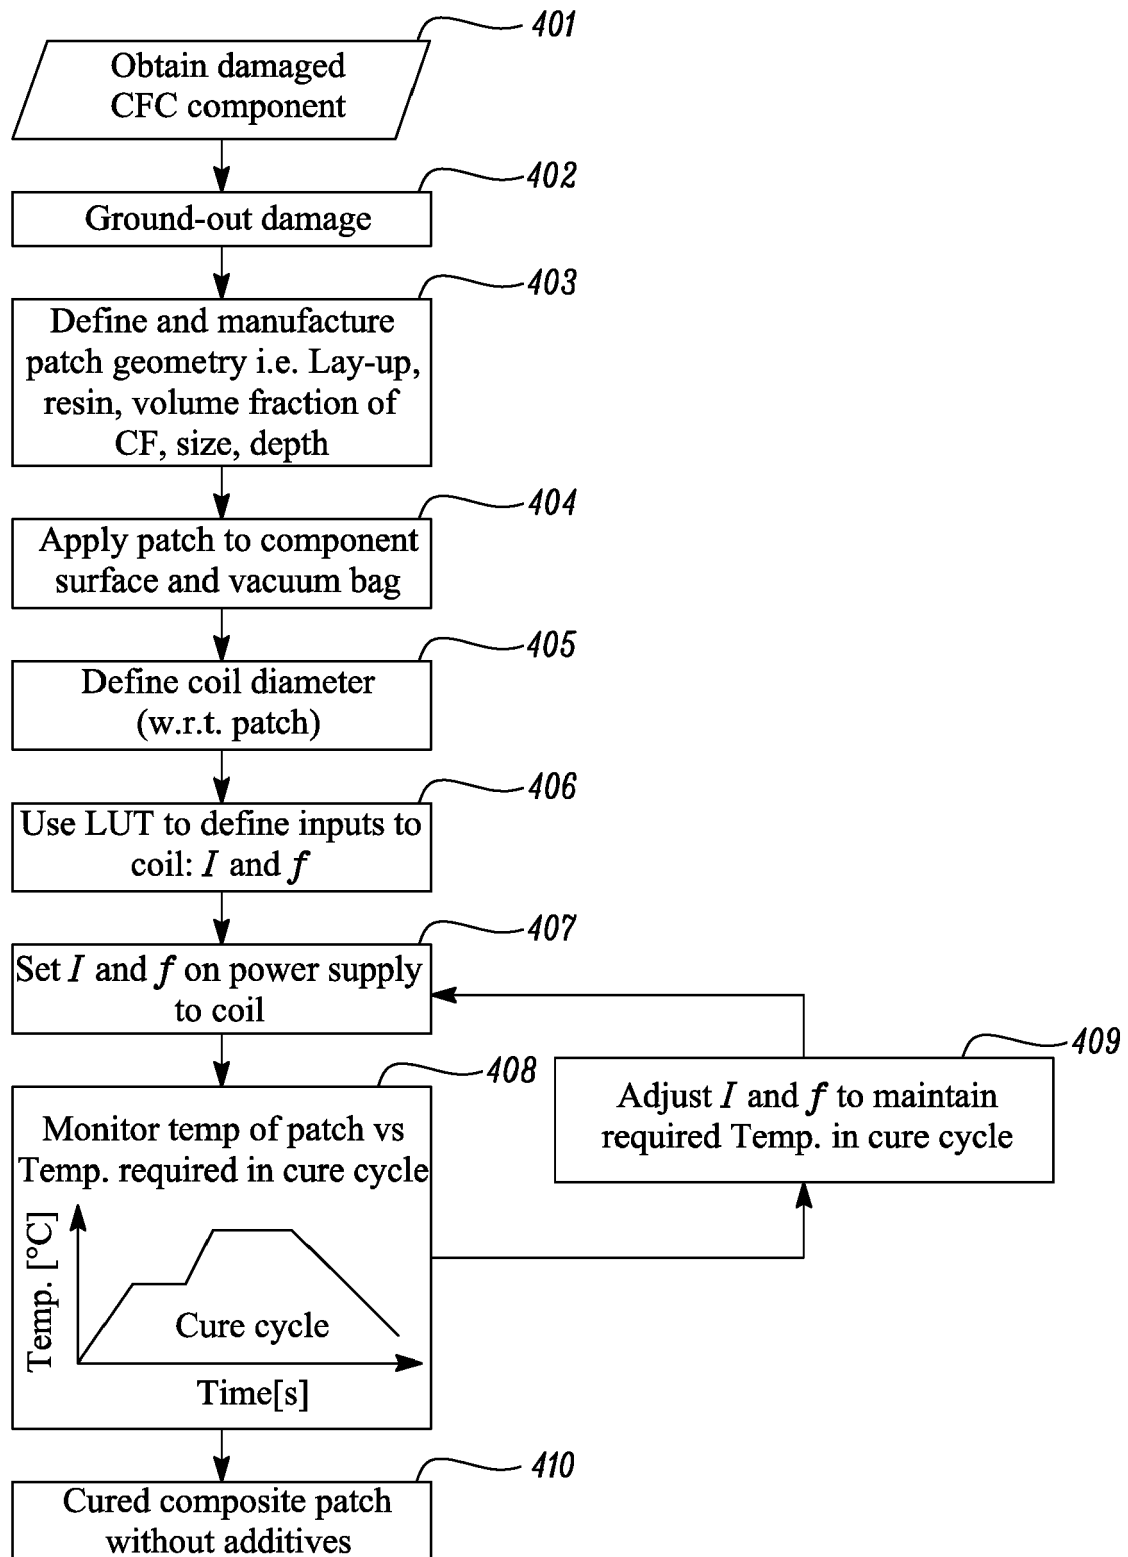 401
Obtain damaged
CFC component
402
Ground-out damage
403
Define and manufacture
patch geometry i.e. Lay-up,
resin, volume fraction of
CF, size, depth
404
Apply patch to component
surface and vacuum bag
405
Define coil diameter
(w.r.t. patch)
406
Use LUT to define inputs to
coil: I and f
407
Set I and f on power supply
to coil
408
Monitor temp of patch vs
Temp. required in cure cycle
Temp. [°C]
Cure cycle
Time[s]
409
Adjust I and f to maintain
required Temp. in cure cycle
410
Cured composite patch
without additives